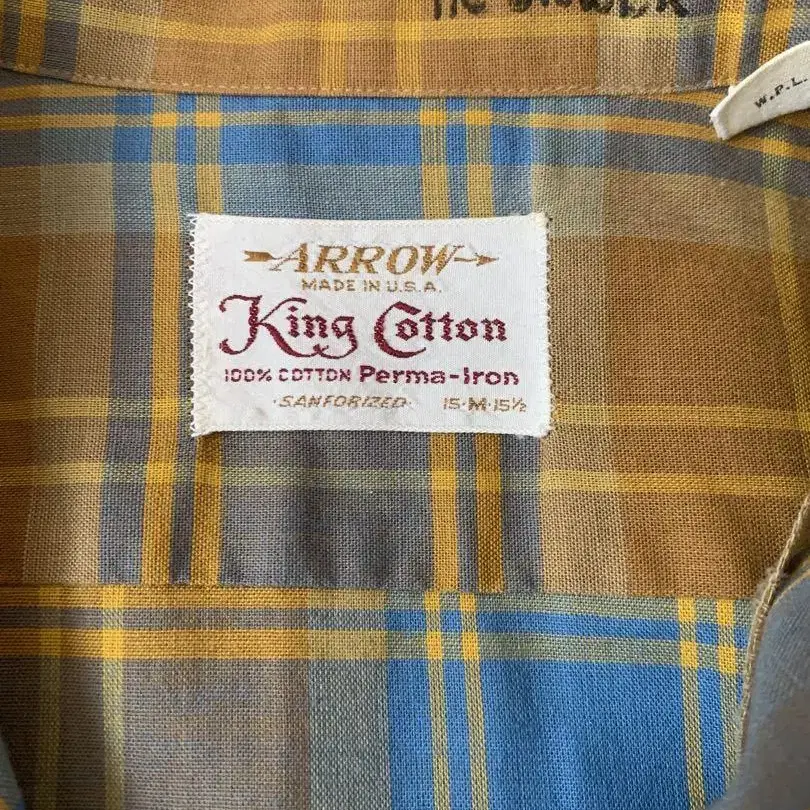 W.P.L.
ARROW
MADE IN U.S.A.
King Cotton
100% COTTON Perma-Iron
·SANFORIZED· 15·M·15½